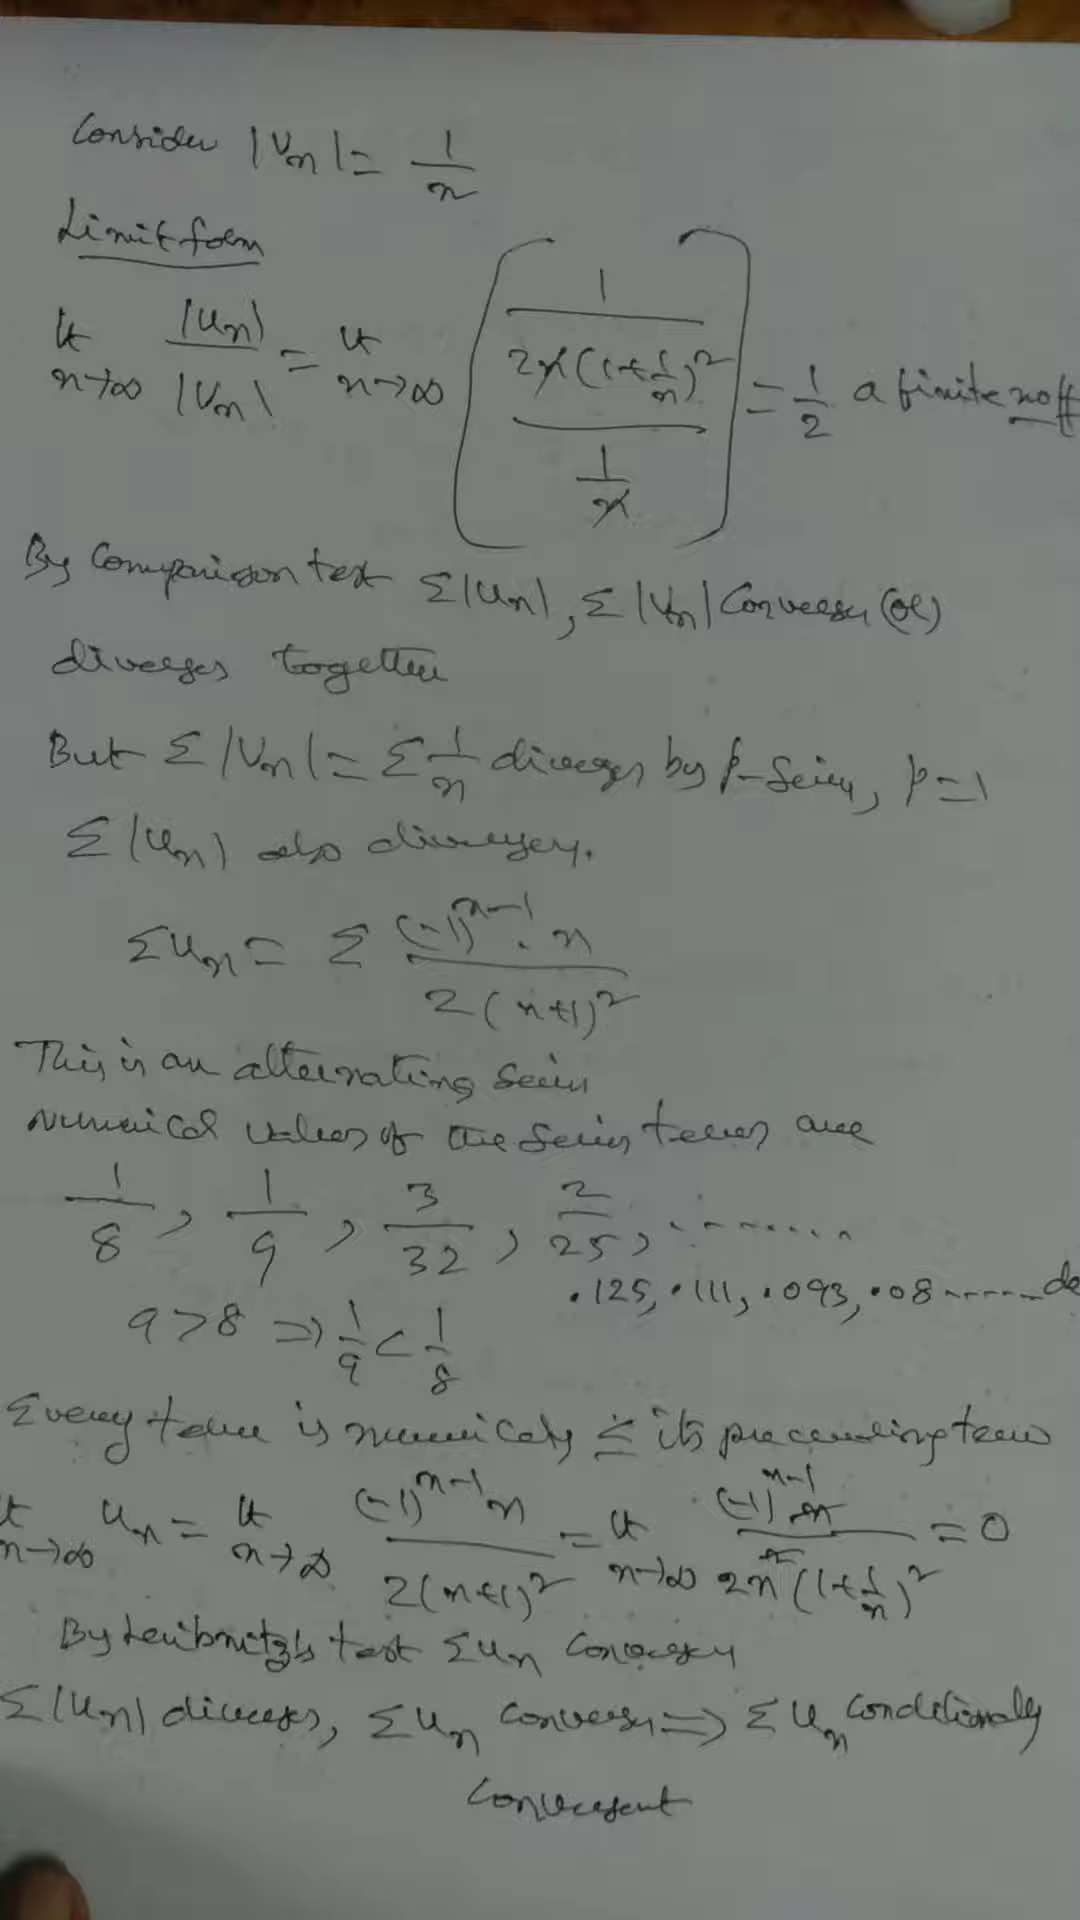 Consider |Vn| = 1/n
Limit form
lt n→∞ |Un|/|Vn| = lt n→∞ ( (1/(2n(1+1/n)^2)) / (1/n) ) = 1/2 a finite no
By Comparison test Σ|Un|, Σ|Vn| Converges (or)
diverges together
But Σ|Vn| = Σ 1/n diverges by p-Series, p=1
Σ|Un| also diverges.
ΣUn = Σ (-1)^(n-1) . n / 2(n+1)^2
This is an alternating Series
Numerical values of the Series terms are
1/8, 1/9, 3/32, 2/25, ........
.125, .111, .093, .08 ------ de
9>8 ⇒ 1/9 < 1/8
Every term is numerically ≤ its preceeding term
lt n→∞ Un = lt n→∞ (-1)^(n-1) n / 2(n+1)^2 = lt n→∞ (-1)^(n-1) n / 2n^2(1+1/n)^2 = 0
By Leibnitz's test ΣUn Converges
Σ|Un| diverges, ΣUn Converges ⇒ ΣUn Conditionally
Convergent